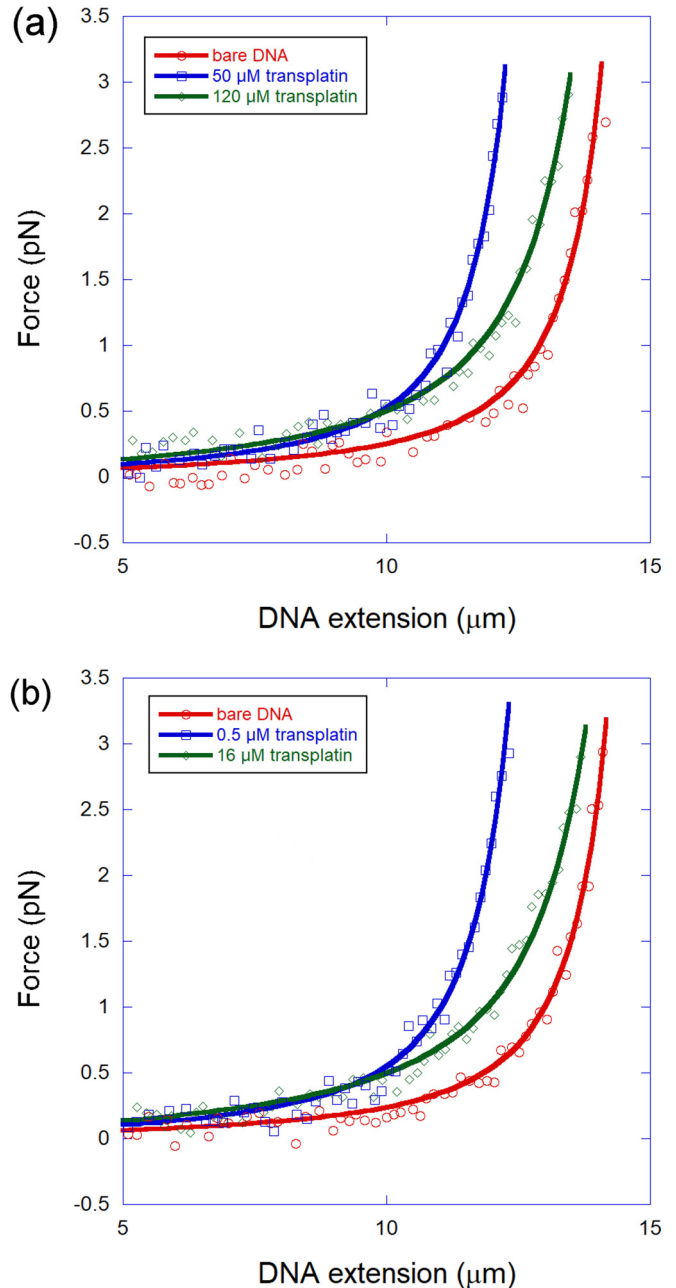 (a)
3.5
3
2.5
2
1.5
1
0.5
0
-0.5
Force (pN)
bare DNA
50 µM transplatin
120 µM transplatin
5
10
15
DNA extension (µm)
(b)
3.5
3
2.5
2
1.5
1
0.5
0
-0.5
Force (pN)
bare DNA
0.5 µM transplatin
16 µM transplatin
5
10
15
DNA extension (µm)